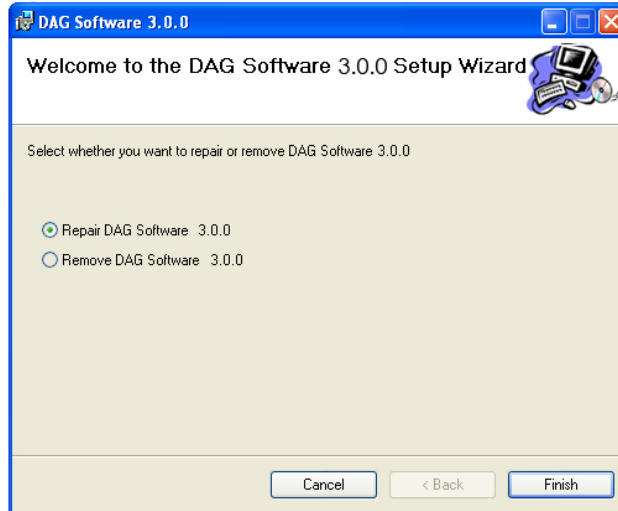 DAG Software 3.0.0
Welcome to the DAG Software 3.0.0 Setup Wizard
Select whether you want to repair or remove DAG Software 3.0.0
Repair DAG Software 3.0.0
Remove DAG Software 3.0.0
Cancel < Back Finish